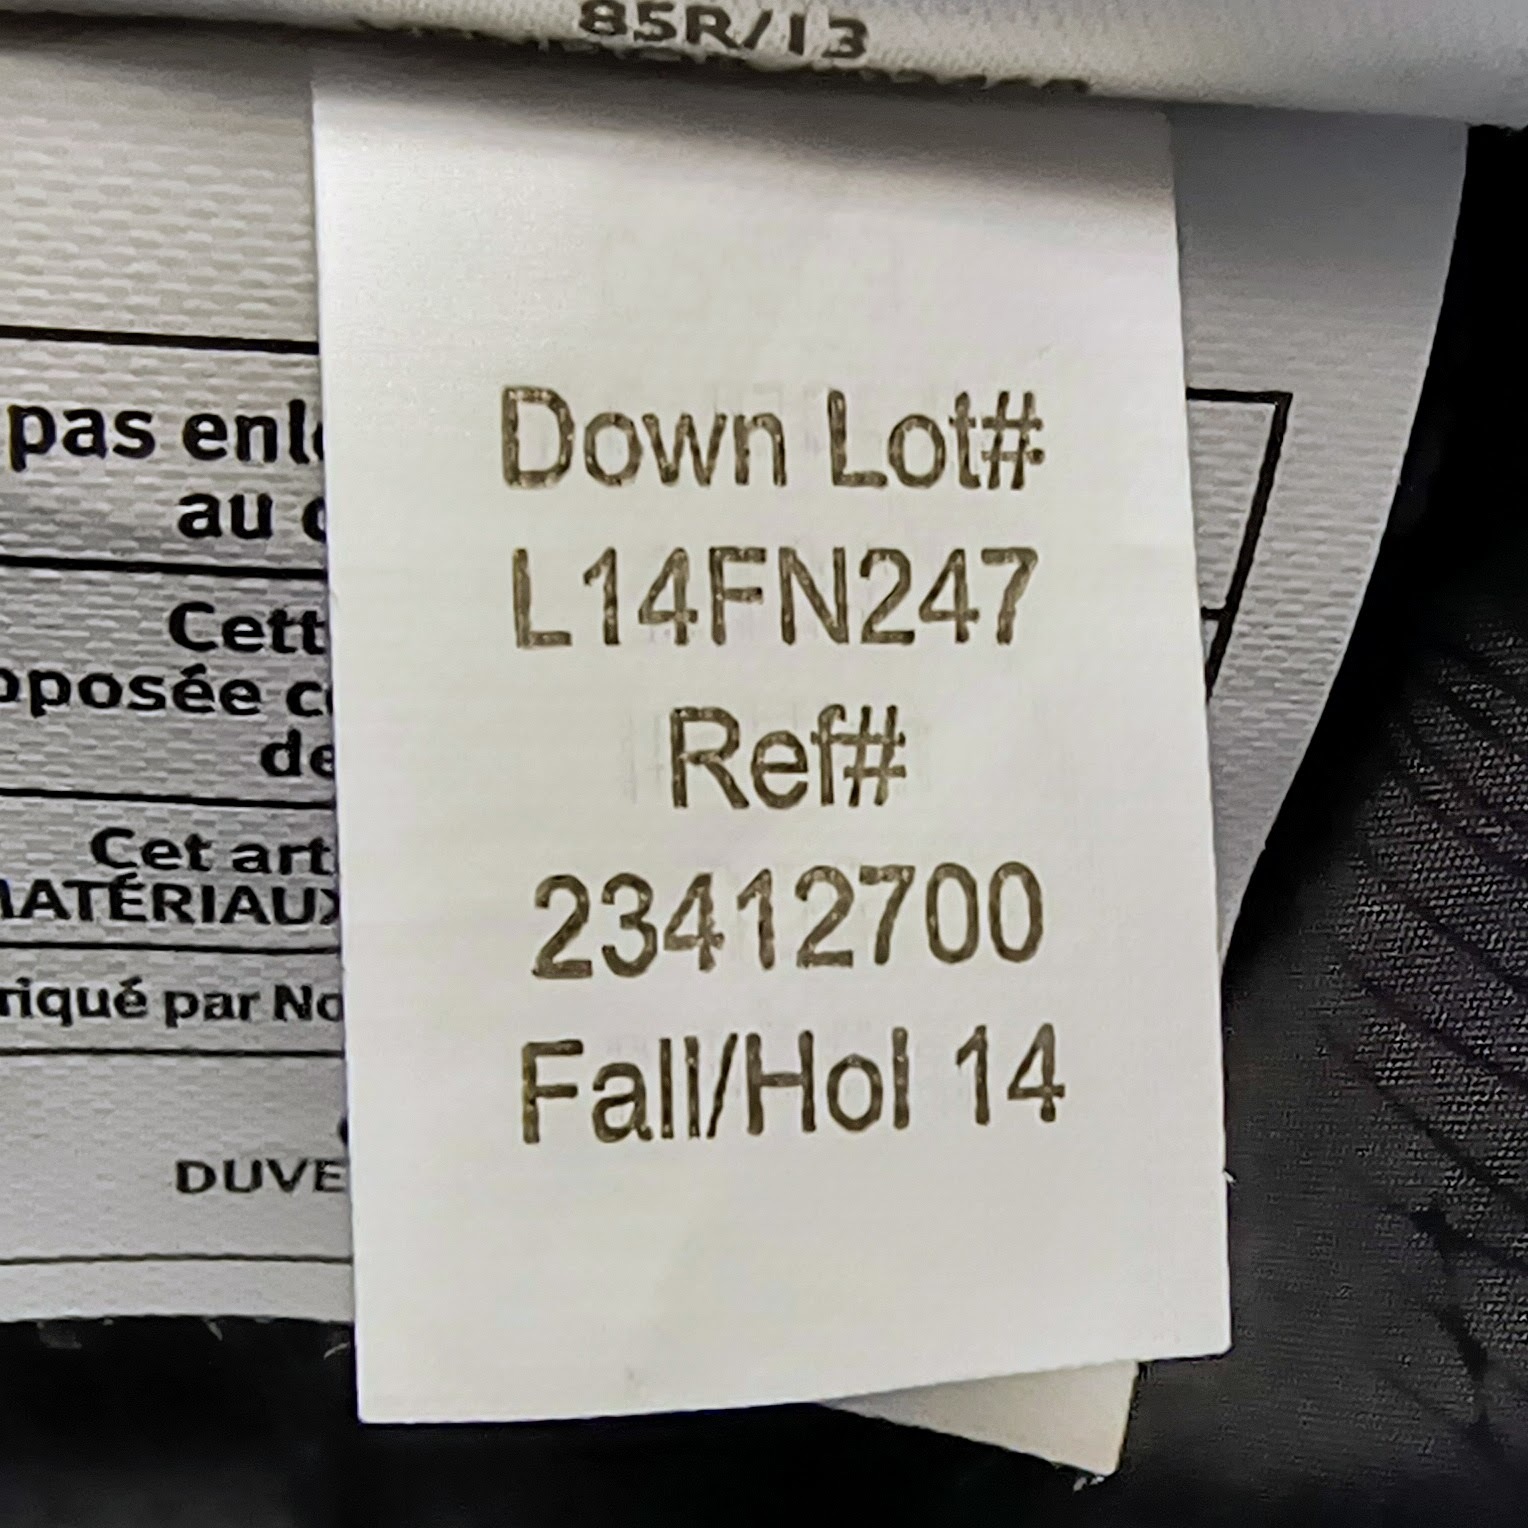 85R/13
pas enl
au
Cett
pposée c
de
Cet art
MATÉRIAUX
riqué par No
DUVE
Down Lot#
L14FN247
Ref#
23412700
Fall/Hol 14